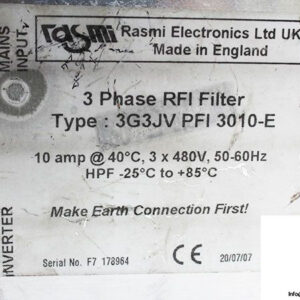 MAINS
INPUT
rasmi
Rasmi Electronics Ltd UK
Made in England
3 Phase RFI Filter
Type : 3G3JV PFI 3010-E
10 amp @ 40°C, 3 x 480V, 50-60Hz
HPF -25°C to +85°C
Make Earth Connection First!
INVERTER
Serial No. F7 178964
CE
20/07/07